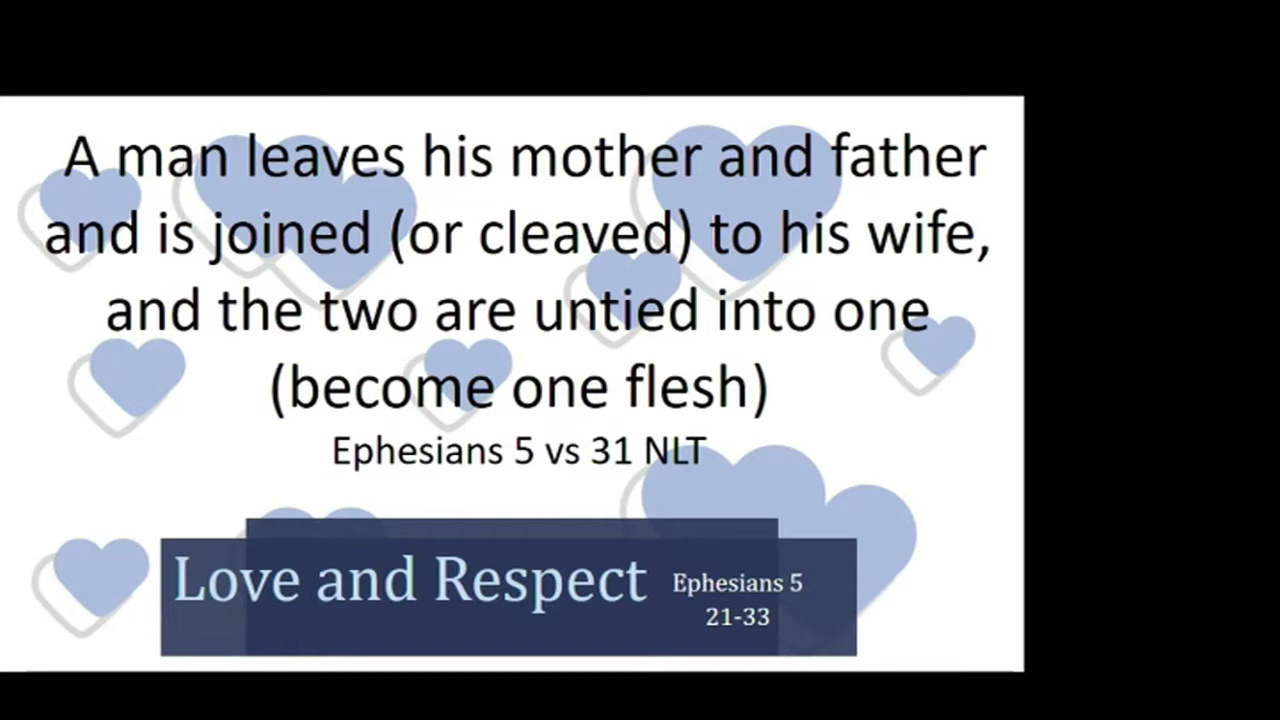 A man leaves his mother and father
and is joined (or cleaved) to his wife,
and the two are untied into one
(become one flesh)
Ephesians 5 vs 31 NLT
Love and Respect
Ephesians 5
21-33